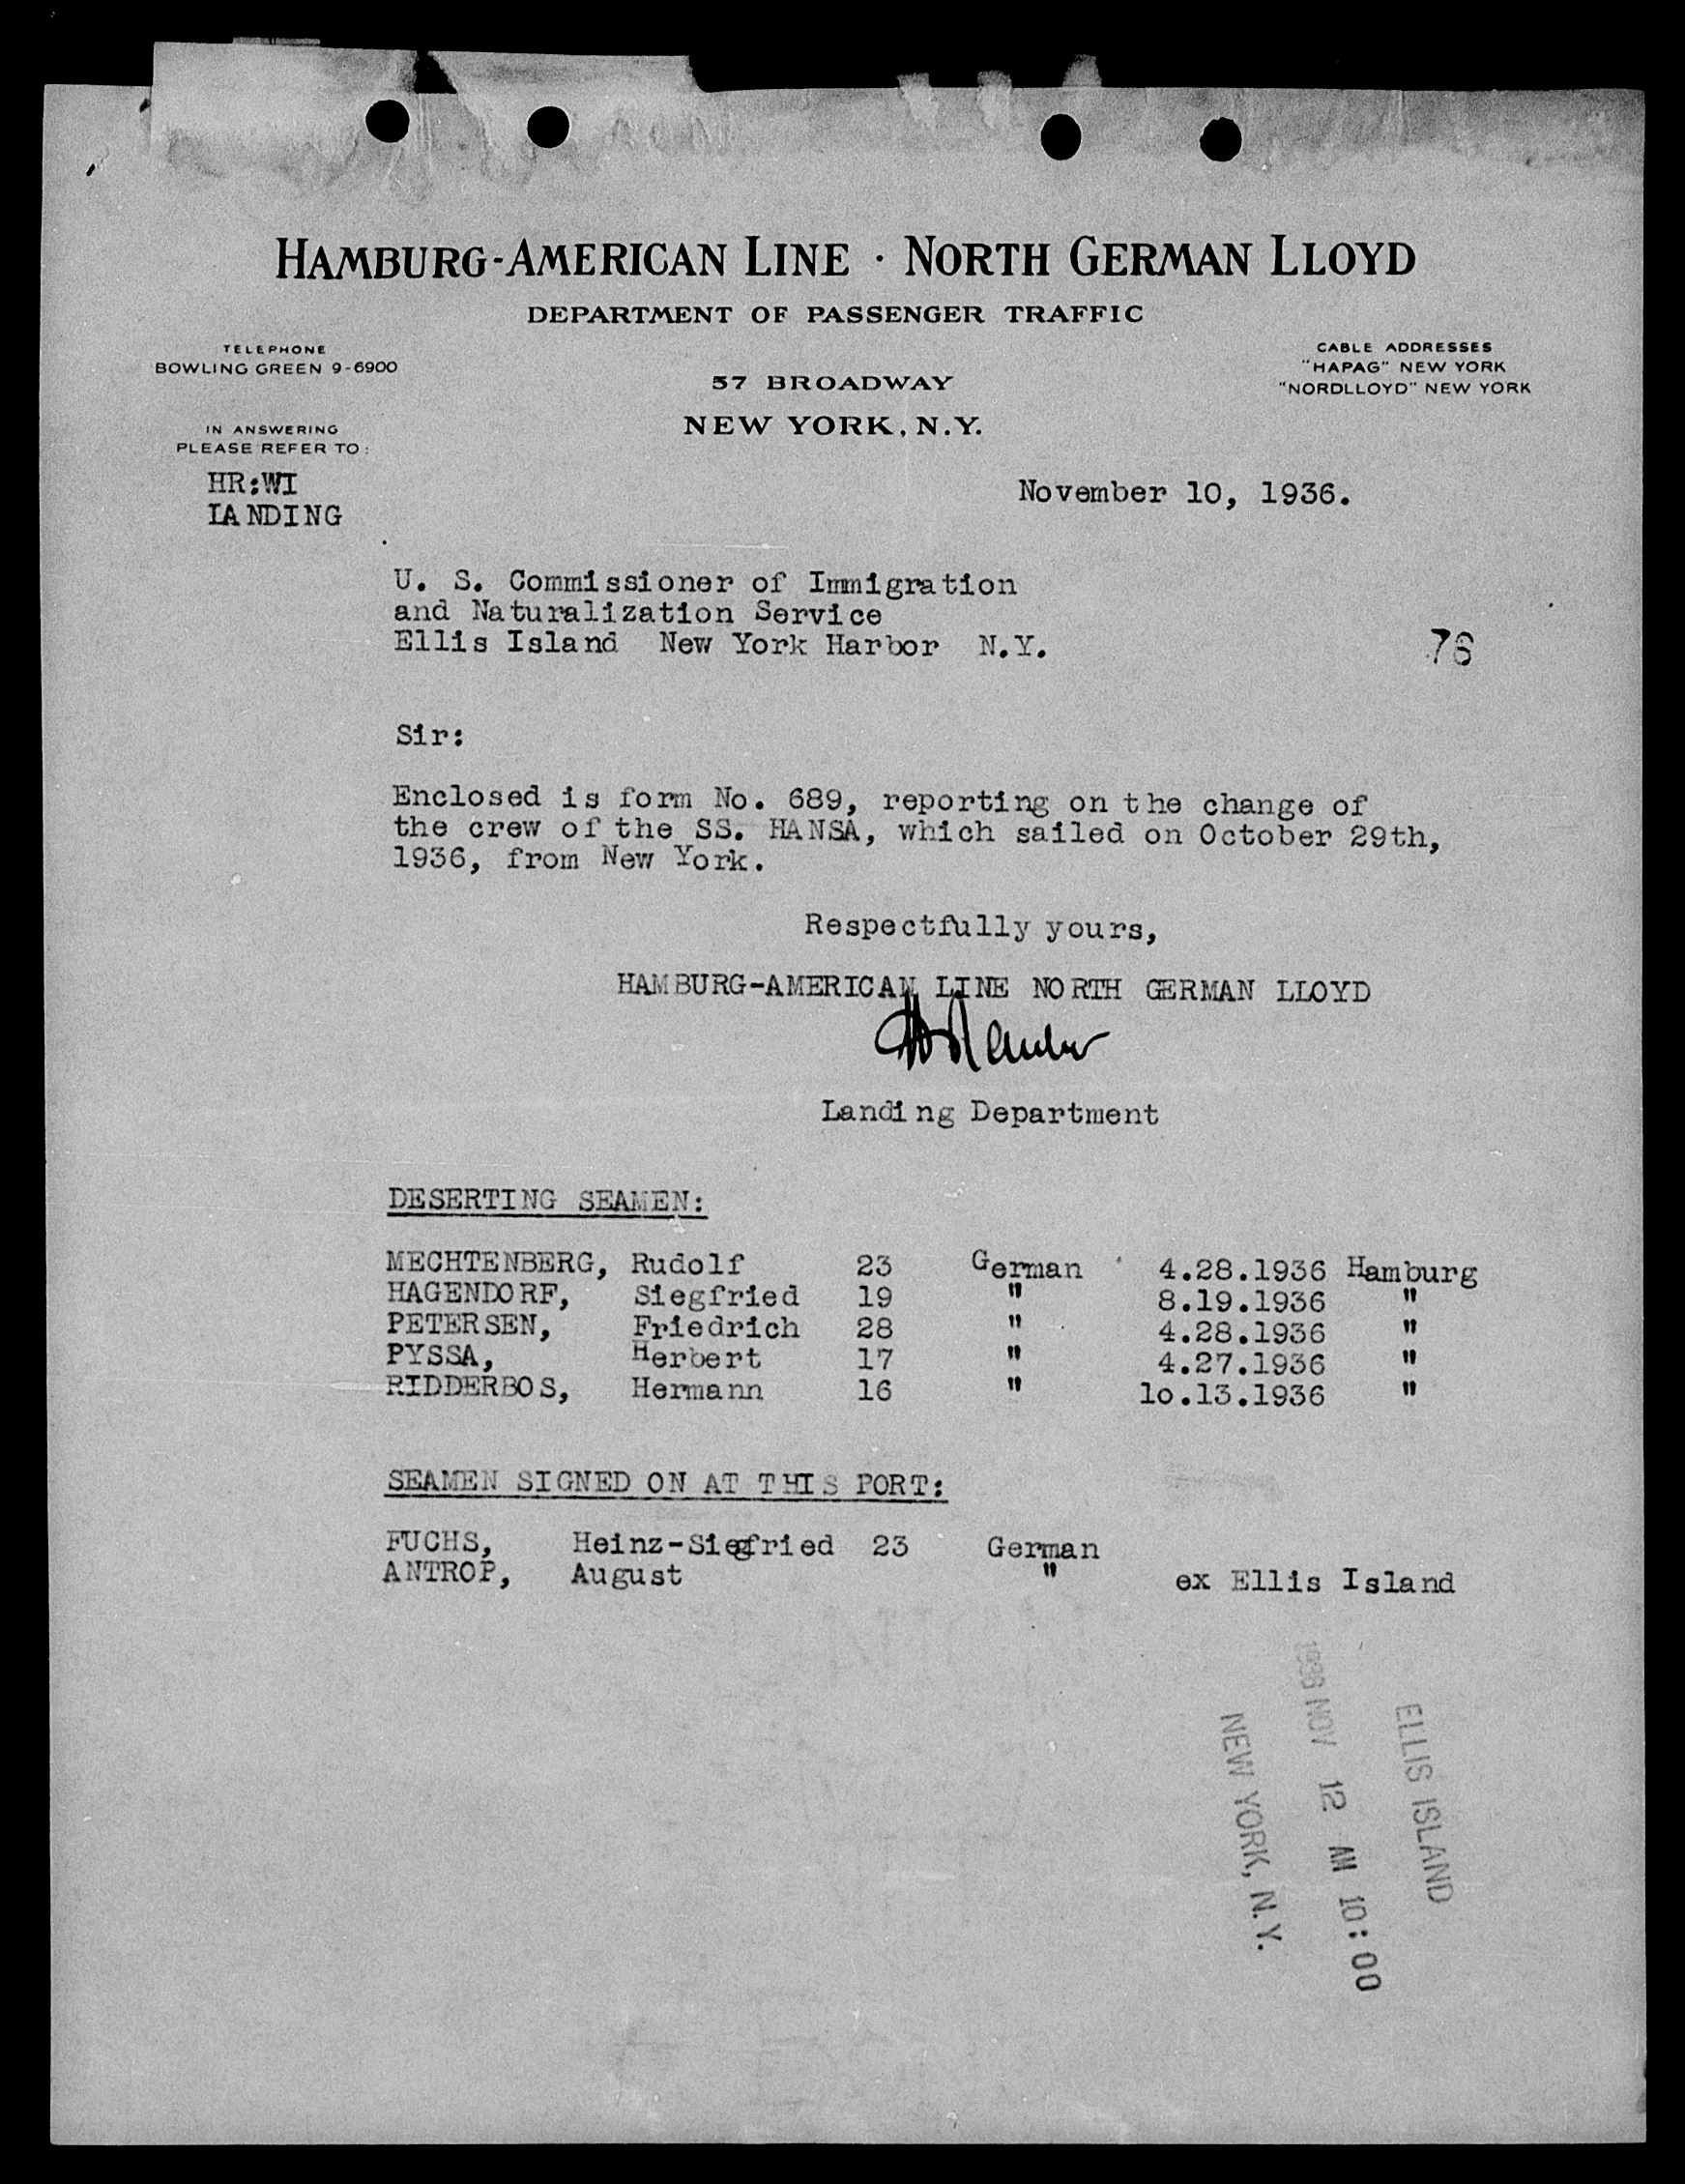 HAMBURG-AMERICAN LINE · NORTH GERMAN LLOYD
DEPARTMENT OF PASSENGER TRAFFIC
TELEPHONE
BOWLING GREEN 9-6900
57 BROADWAY
NEW YORK, N.Y.
CABLE ADDRESSES
"HAPAG" NEW YORK
"NORDLLOYD" NEW YORK
IN ANSWERING
PLEASE REFER TO:
HR:WI
LANDING
November 10, 1936.
U. S. Commissioner of Immigration
and Naturalization Service
Ellis Island New York Harbor N.Y.
76
Sir:
Enclosed is form No. 689, reporting on the change of
the crew of the SS. HANSA, which sailed on October 29th,
1936, from New York.
Respectfully yours,
HAMBURG-AMERICAN LINE NORTH GERMAN LLOYD
Landing Department
DESERTING SEAMEN:
MECHTENBERG, Rudolf 23 German 4.28.1936 Hamburg
HAGENDORF, Siegfried 19 " 8.19.1936 "
PETERSEN, Friedrich 28 " 4.28.1936 "
PYSSA, Herbert 17 " 4.27.1936 "
RIDDERBOS, Hermann 16 " 10.13.1936 "
SEAMEN SIGNED ON AT THIS PORT:
FUCHS, Heinz-Siegfried 23 German
ANTROP, August " ex Ellis Island
ELLIS ISLAND
1936 NOV 12 AM 10:00
NEW YORK, N.Y.